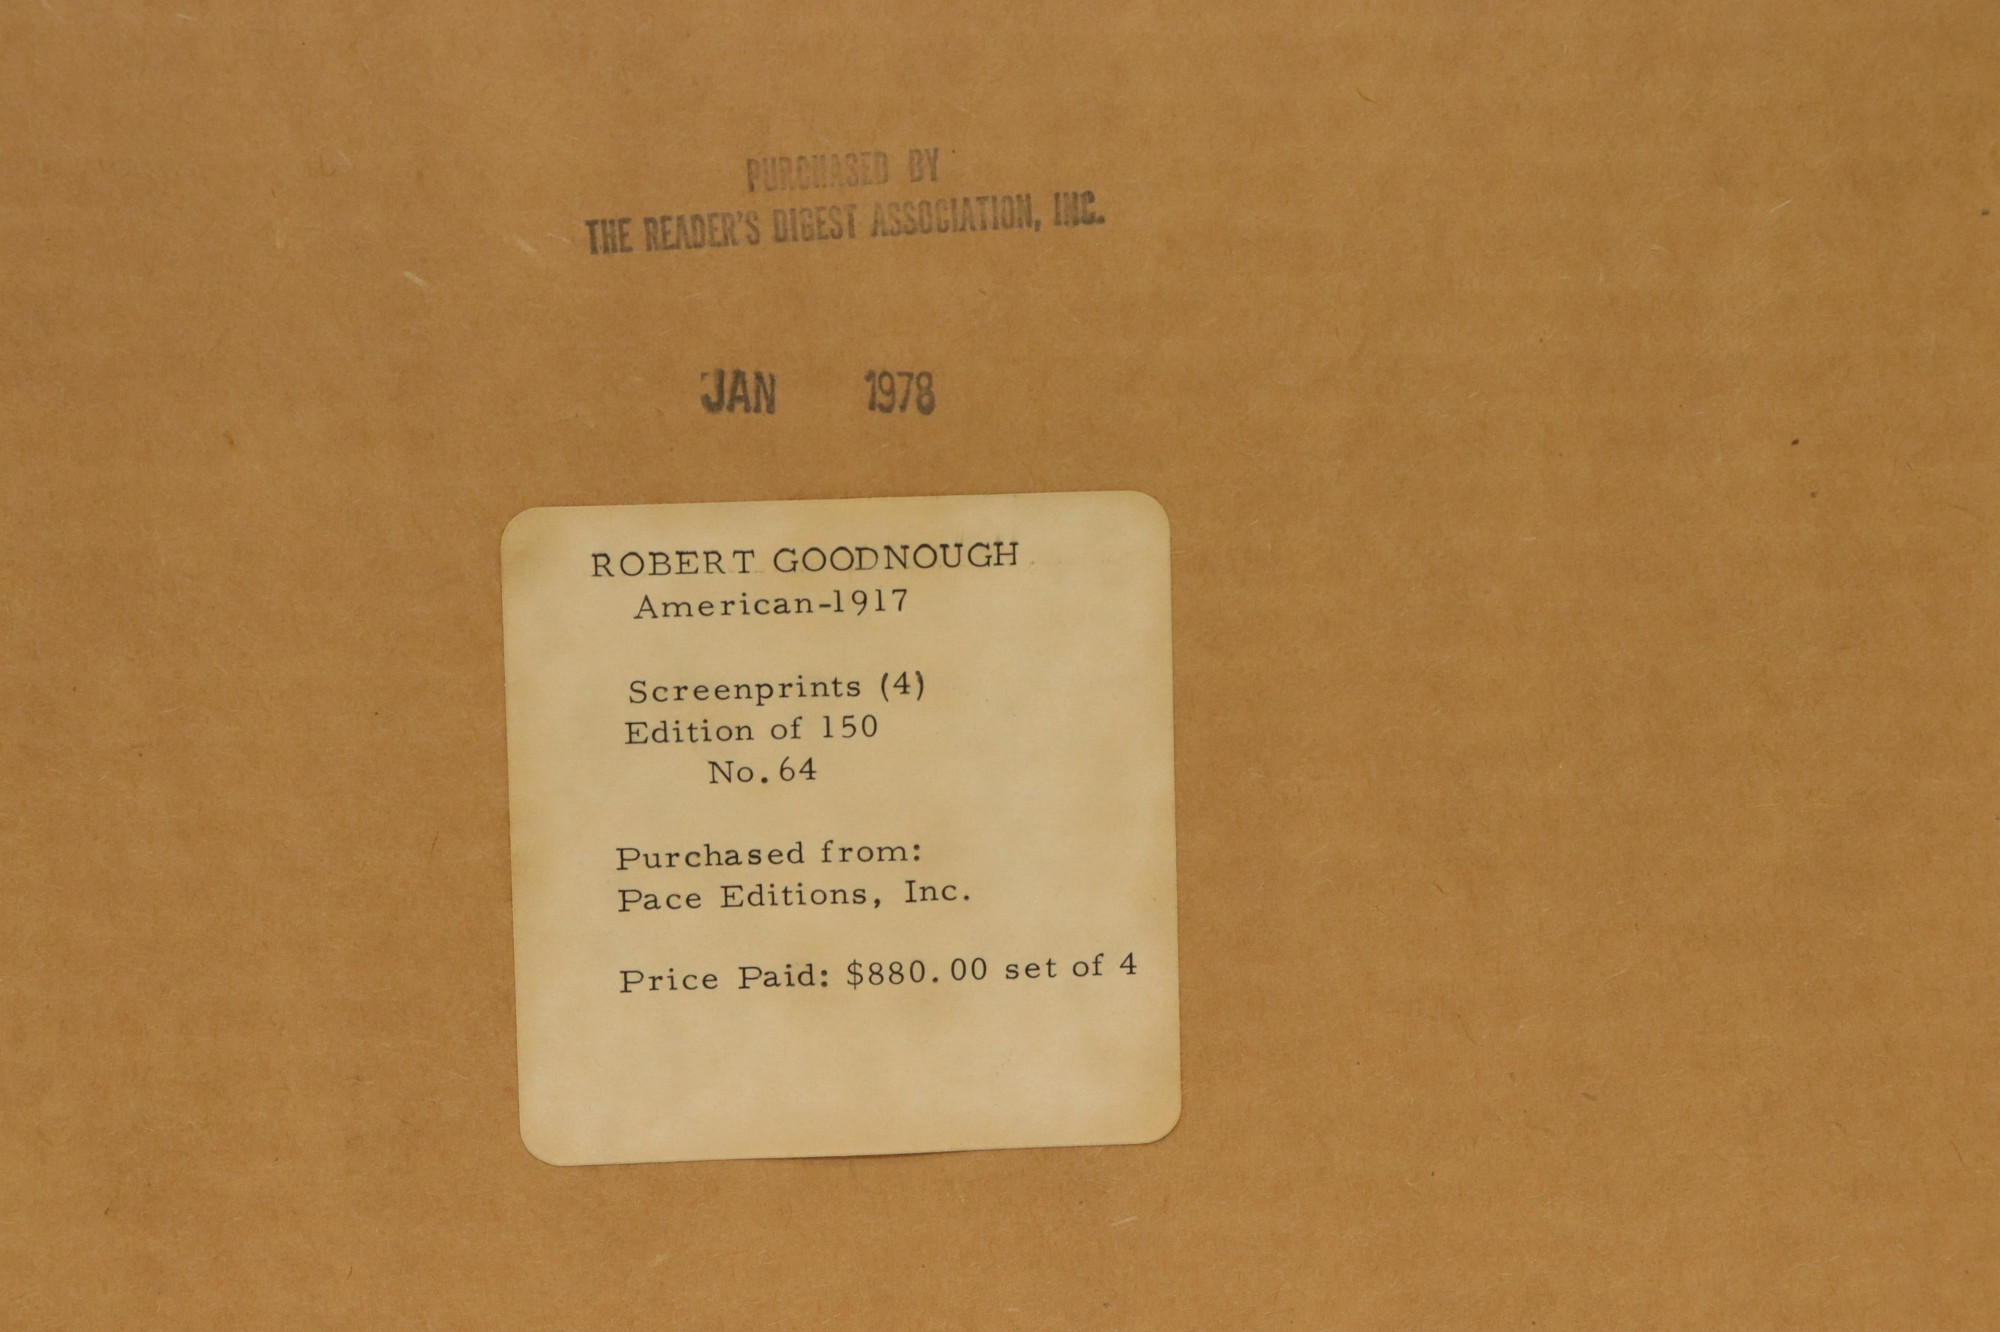 PURCHASED BY
THE READER'S DIGEST ASSOCIATION, INC.
JAN 1978
ROBERT GOODNOUGH
American-1917
Screenprints (4)
Edition of 150
No. 64
Purchased from:
Pace Editions, Inc.
Price Paid: $880.00 set of 4